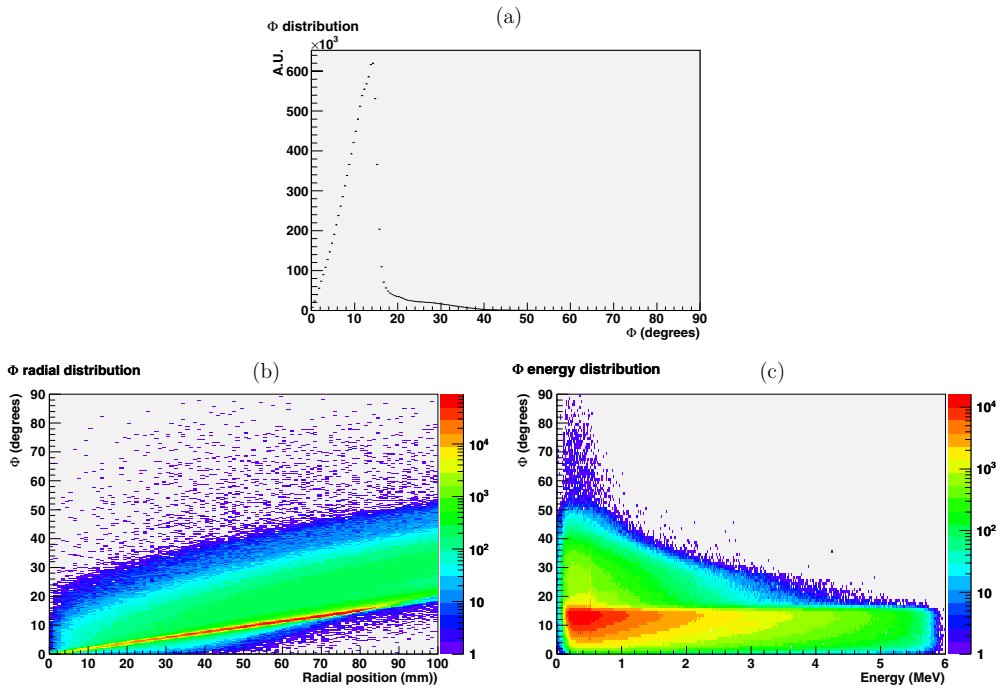 (a)
Φ distribution
×10³
A.U.
600
500
400
300
200
100
0
0 10 20 30 40 50 60 70 80 90
Φ (degrees)
(b)
Φ radial distribution
Φ (degrees)
90
80
70
60
50
40
30
20
10
0
0 10 20 30 40 50 60 70 80 90 100
Radial position (mm))
10⁴
10³
10²
10
1
(c)
Φ energy distribution
Φ (degrees)
90
80
70
60
50
40
30
20
10
0
0 1 2 3 4 5 6
Energy (MeV)
10⁴
10³
10²
10
1